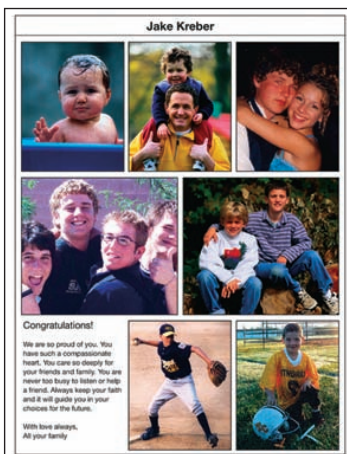 Jake Kreber
Congratulations!
We are so proud of you. You
have such a compassionate
heart. You care so deeply for
your friends and family. You are
never too busy to listen or help
a friend. Always keep your faith
and it will guide you in your
choices for the future.
With love always,
All your family